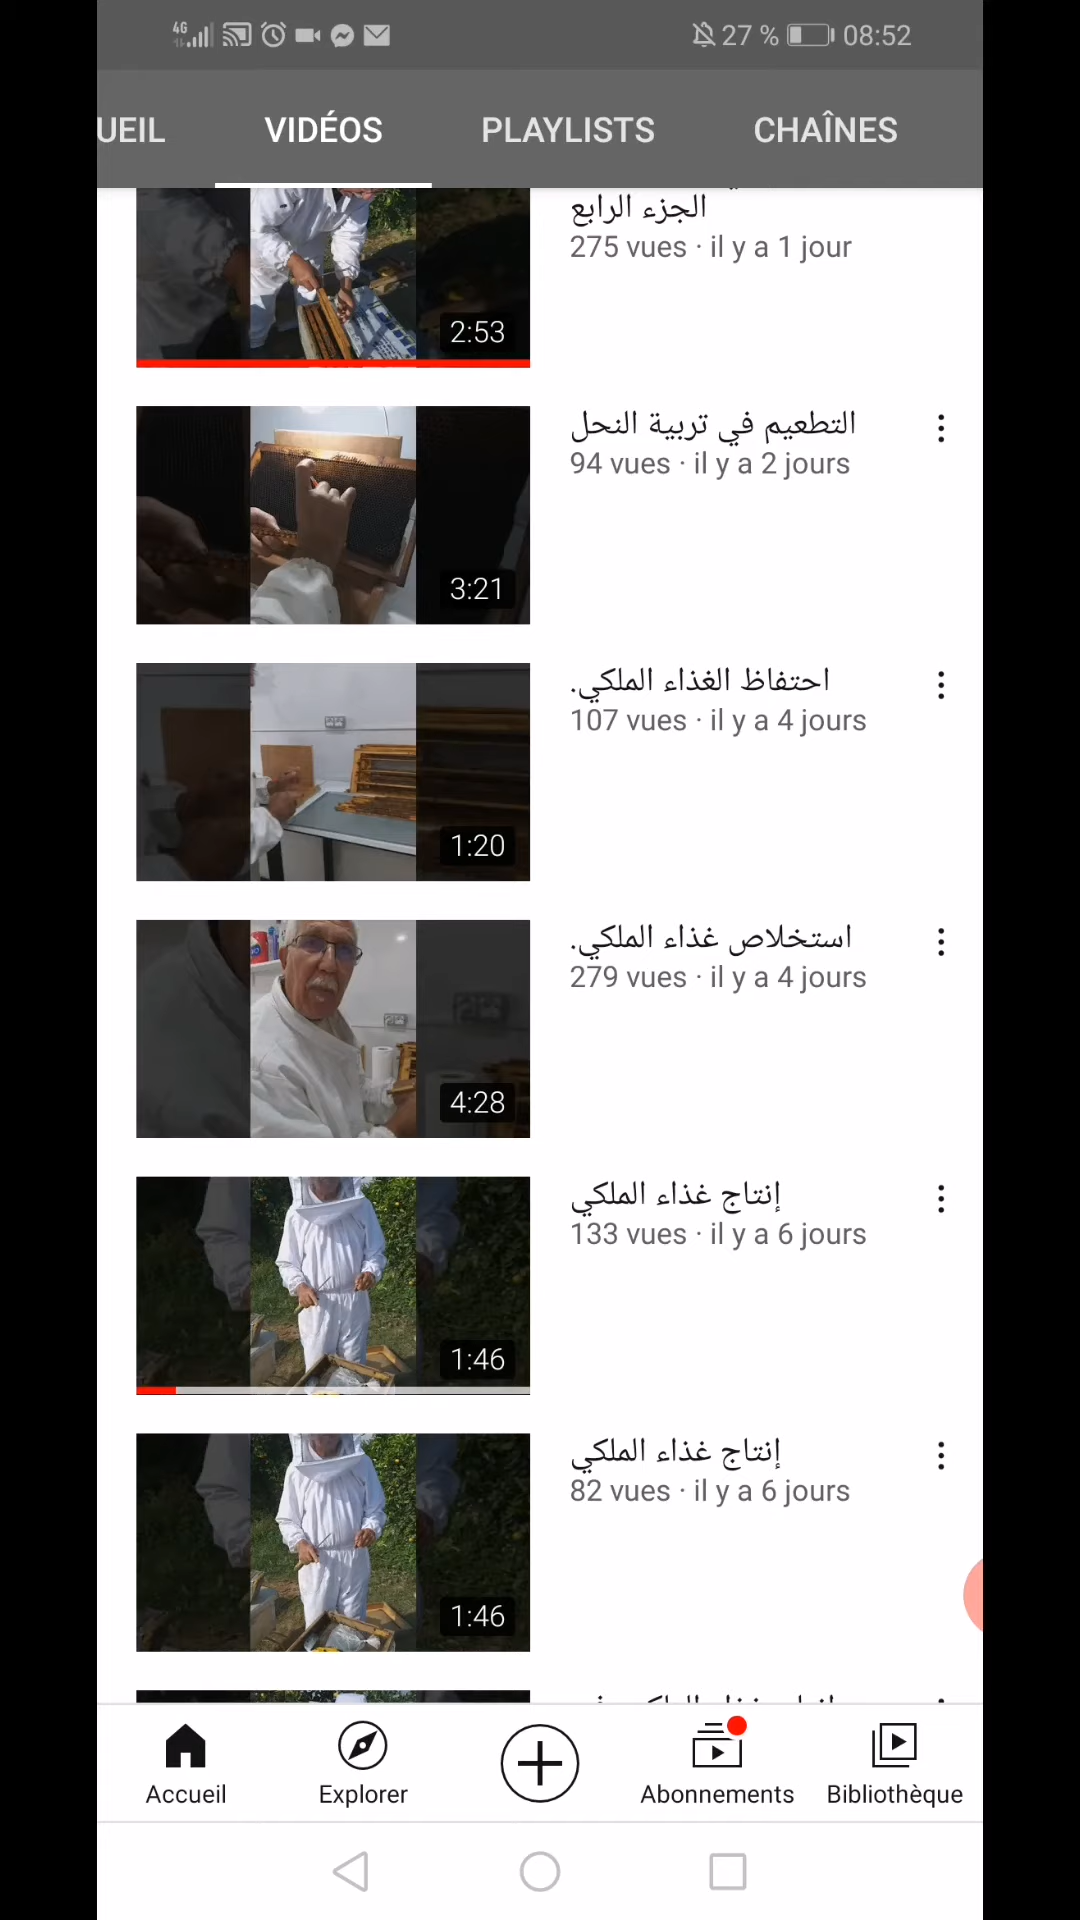 4G 27 % 08:52
UEIL VIDÉOS PLAYLISTS CHAÎNES
الجزء الرابع
275 vues · il y a 1 jour
2:53
التطعيم في تربية النحل
94 vues · il y a 2 jours
3:21
احتفاظ الغذاء الملكي.
107 vues · il y a 4 jours
1:20
استخلاص غذاء الملكي.
279 vues · il y a 4 jours
4:28
إنتاج غذاء الملكي
133 vues · il y a 6 jours
1:46
إنتاج غذاء الملكي
82 vues · il y a 6 jours
1:46
Accueil Explorer Abonnements Bibliothèque